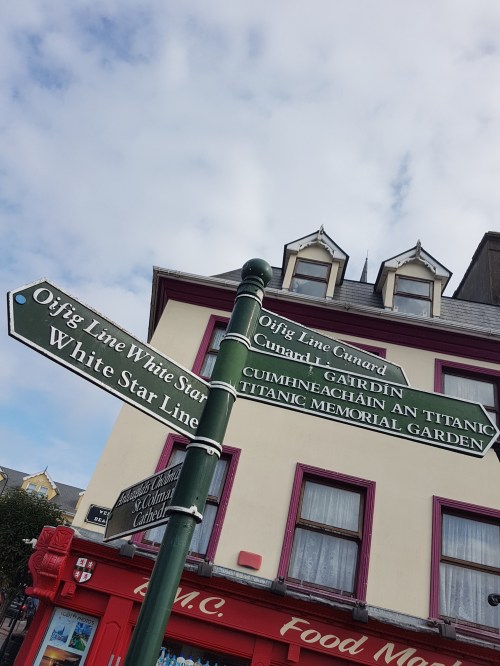 Oifig Line White Star
White Star Line
Oifig Line Cunard
Cunard
GAIRDÍN
CUIMHNEACHÁIN AN TITANIC
TITANIC MEMORIAL GARDEN
St. Colman's
Cathedral
M.C.
Food